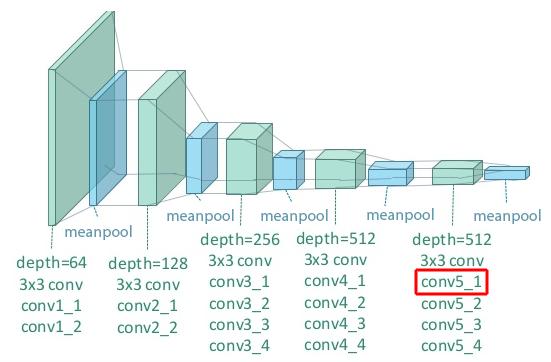 meanpool
meanpool
meanpool
meanpool
meanpool
depth=64
3x3 conv
conv1_1
conv1_2
depth=128
3x3 conv
conv2_1
conv2_2
depth=256
3x3 conv
conv3_1
conv3_2
conv3_3
conv3_4
depth=512
3x3 conv
conv4_1
conv4_2
conv4_3
conv4_4
depth=512
3x3 conv
conv5_1
conv5_2
conv5_3
conv5_4